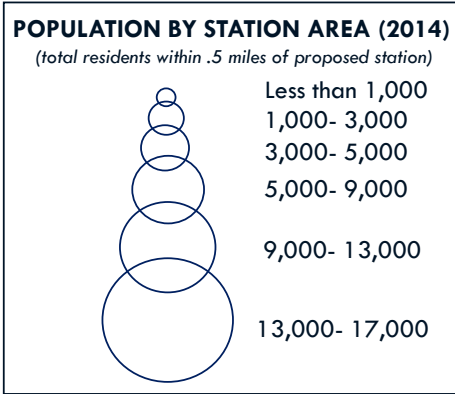 POPULATION BY STATION AREA (2014)
(total residents within .5 miles of proposed station)
Less than 1,000
1,000- 3,000
3,000- 5,000
5,000- 9,000
9,000- 13,000
13,000- 17,000